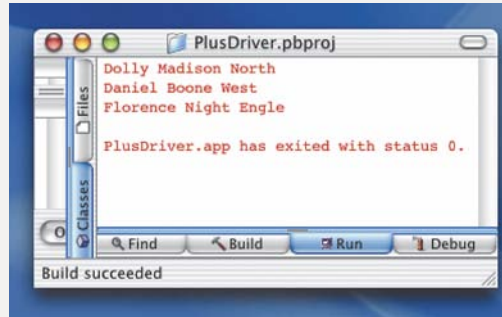 PlusDriver.pbproj
Dolly Madison North
Daniel Boone West
Florence Night Engle
PlusDriver.app has exited with status 0.
Files
Classes
Find Build Run Debug
Build succeeded